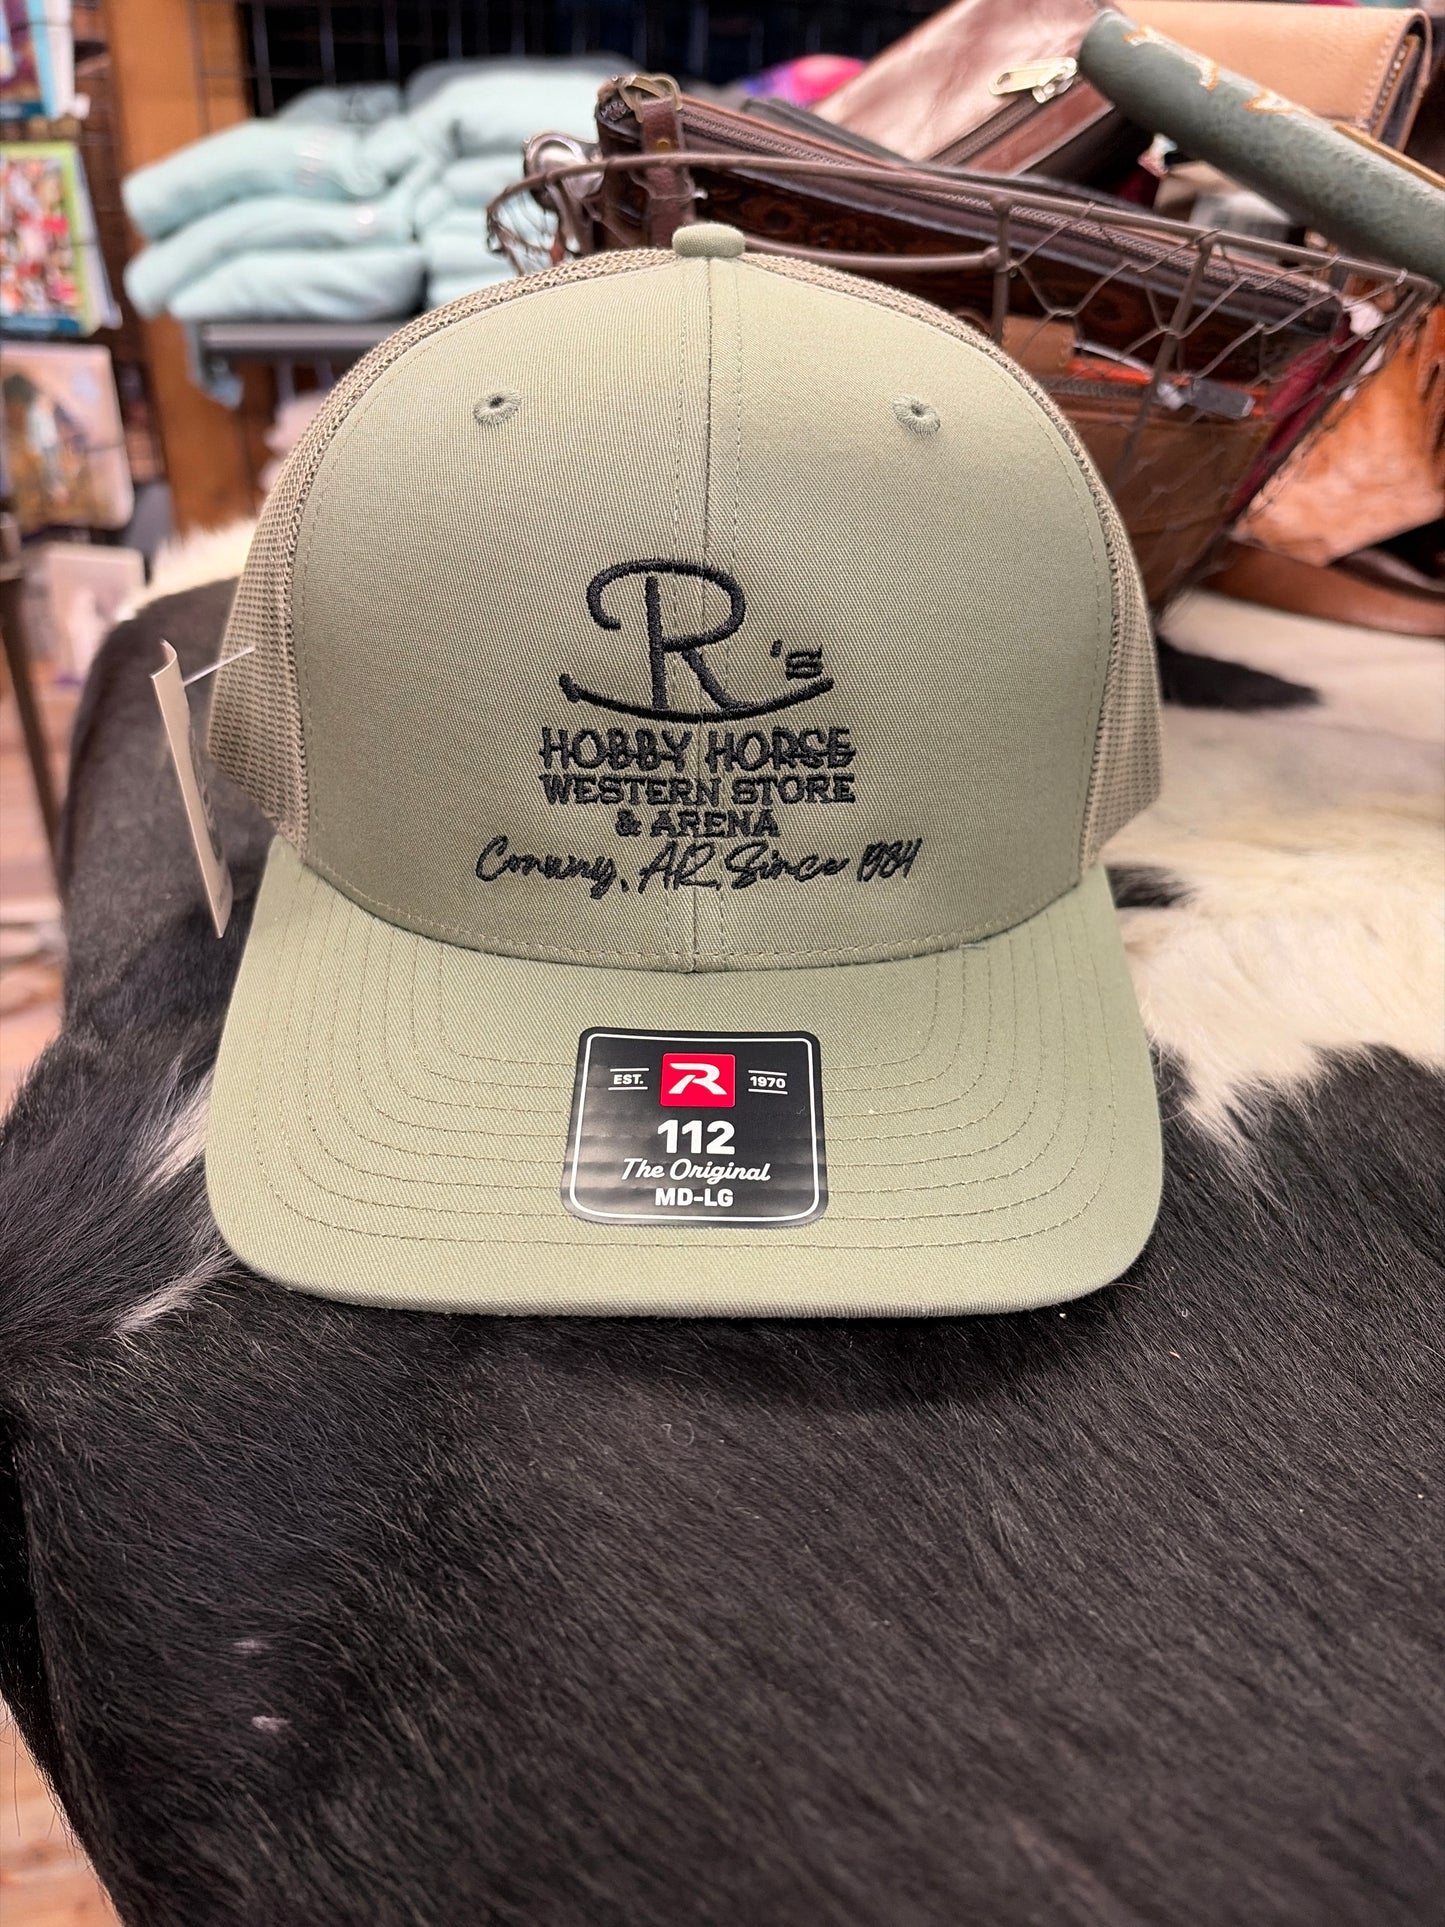 R's
HOBBY HORSE
WESTERN STORE
& ARENA
Conway, AR, Since 1984
EST. R 1970
112
The Original
MD-LG